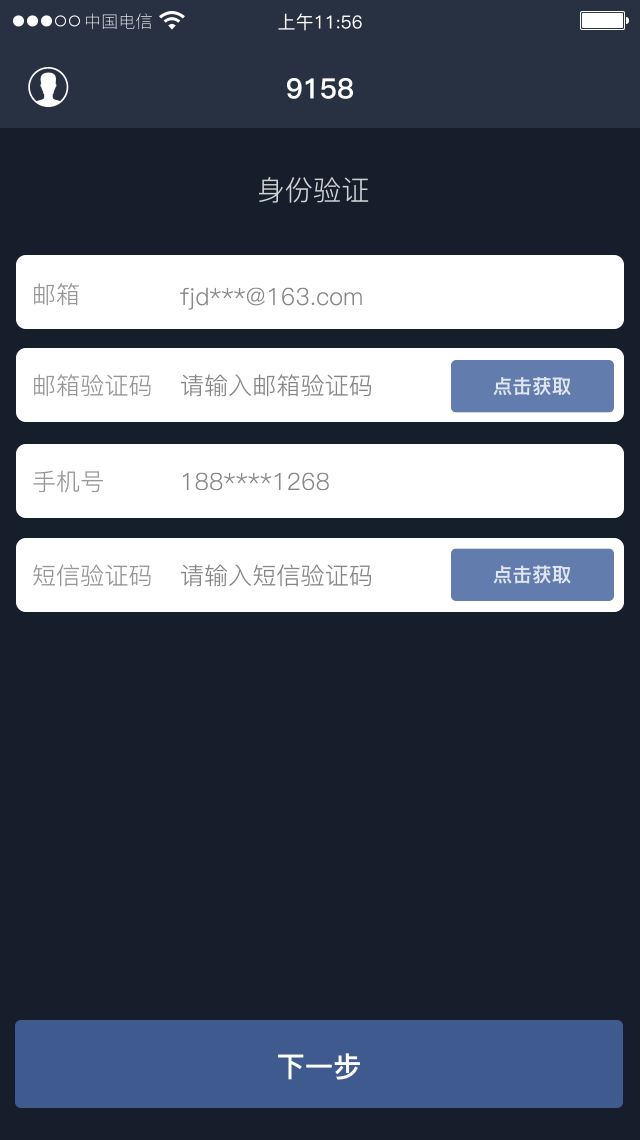 中国电信 上午11:56
9158
身份验证
邮箱 fjd***@163.com
邮箱验证码 请输入邮箱验证码 点击获取
手机号 188****1268
短信验证码 请输入短信验证码 点击获取
下一步